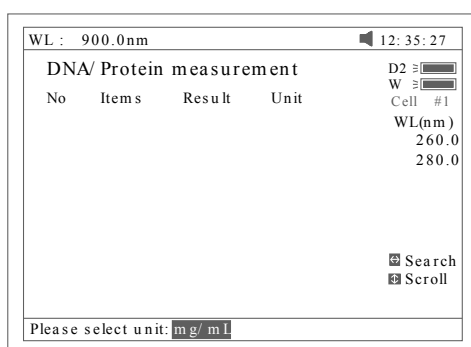 WL : 900.0nm 12:35:27
DNA/Protein measurement
D2
W
No Items Result Unit
Cell #1
WL(nm)
260.0
280.0
Search
Scroll
Please select unit: mg/mL